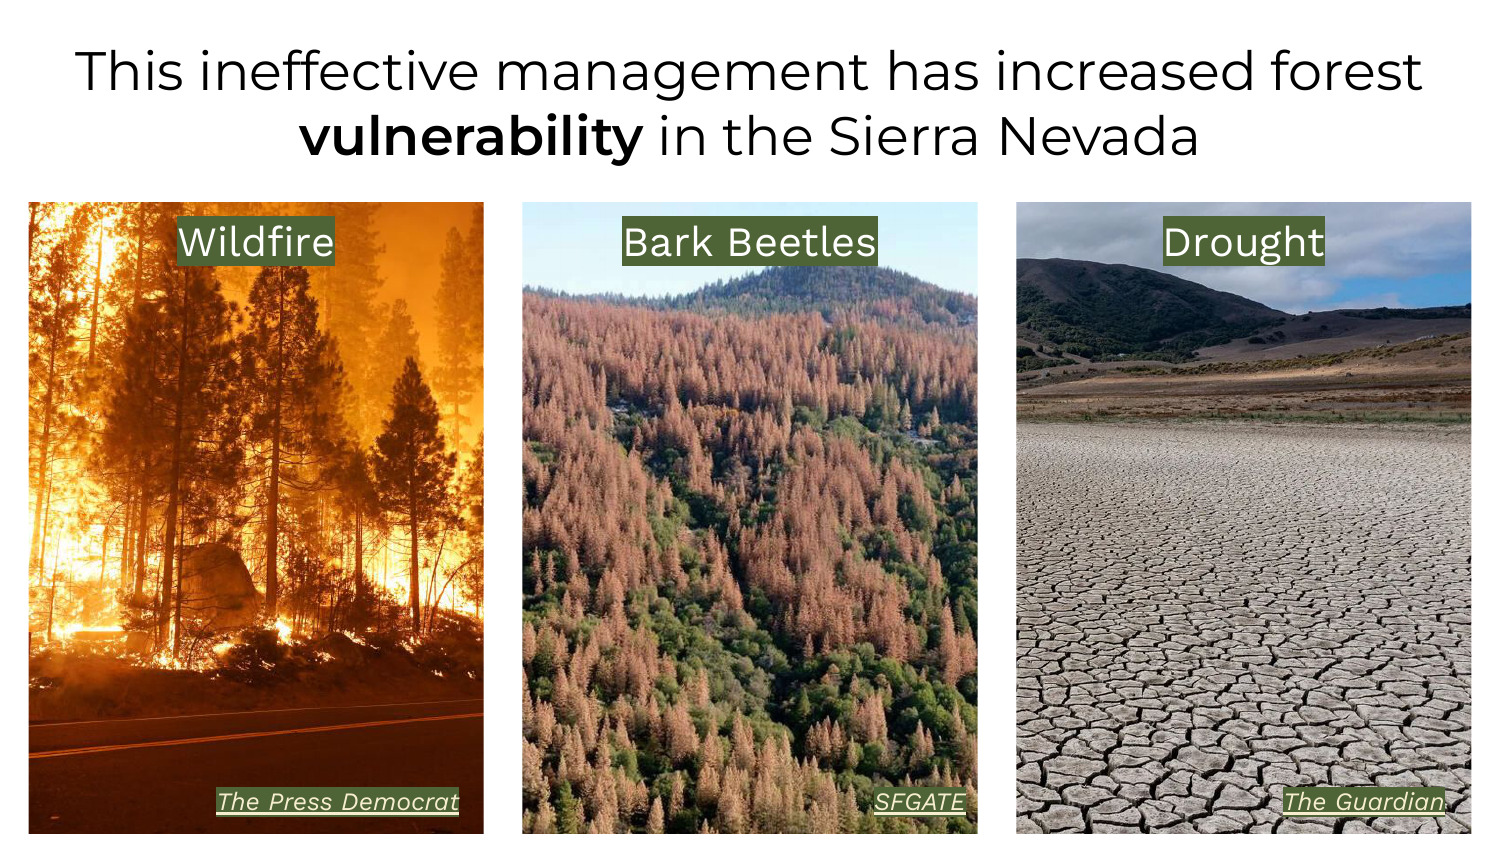 This ineffective management has increased forest
vulnerability in the Sierra Nevada
Wildfire
Bark Beetles
Drought
The Press Democrat
SFGATE
The Guardian